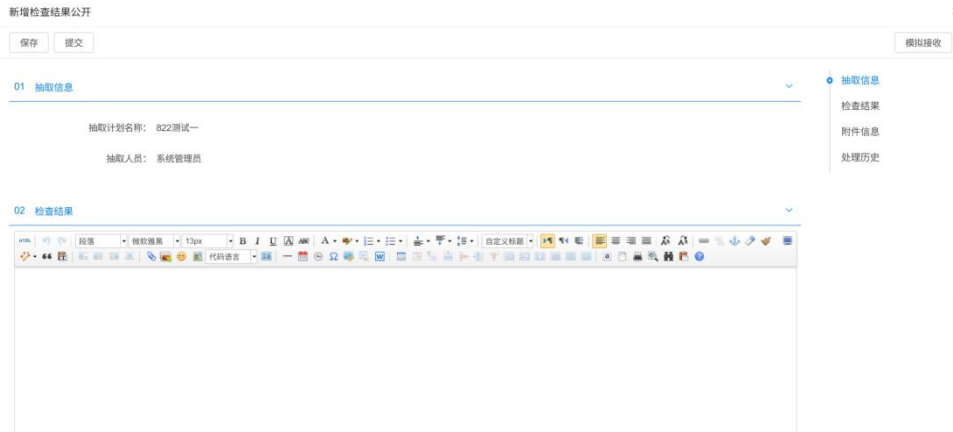 新增检查结果公开
保存 提交 模拟接收
01 抽取信息
抽取信息
检查结果
附件信息
处理历史
抽取计划名称： 822测试一
抽取人员： 系统管理员
02 检查结果
HTML 段落 微软雅黑 13px B I U A ABC A 自定义标题
代码语言